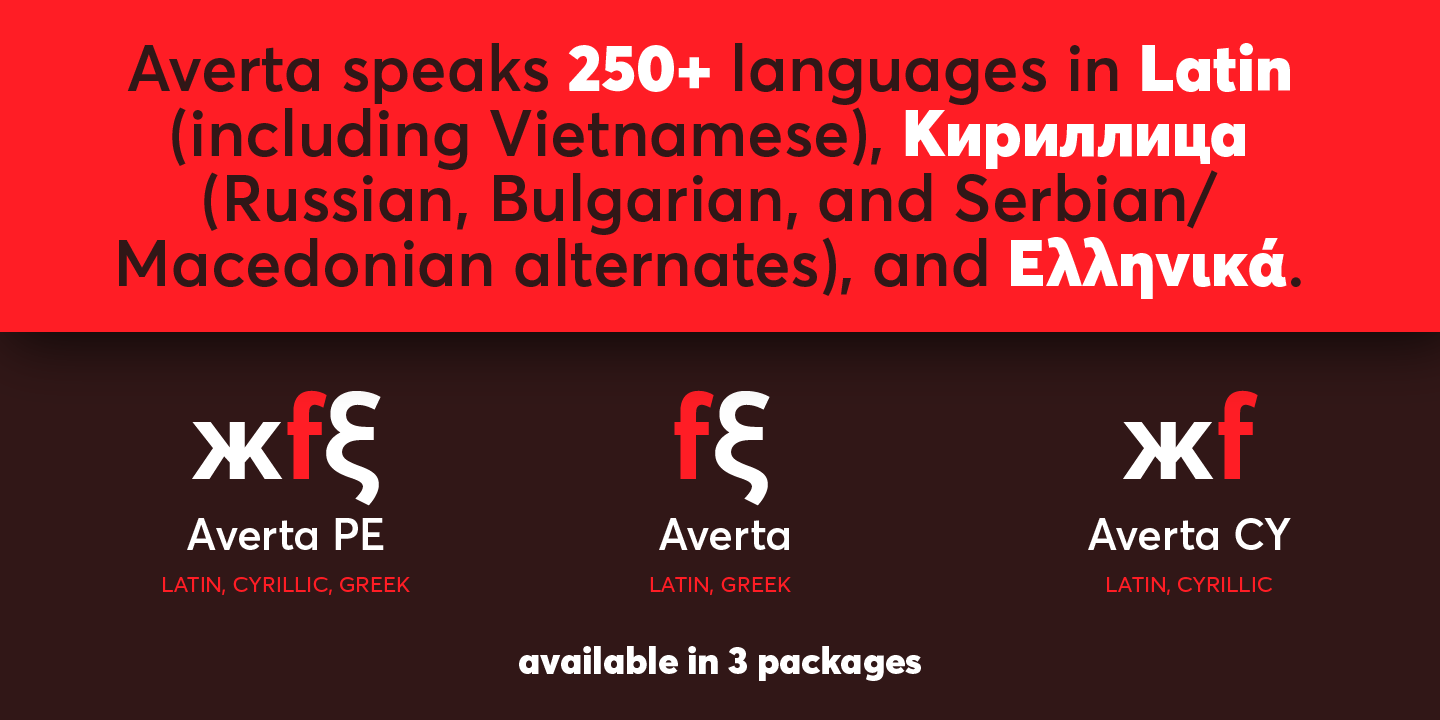 Averta speaks 250+ languages in Latin
(including Vietnamese), Кириллица
(Russian, Bulgarian, and Serbian/
Macedonian alternates), and Ελληνικά.
жfξ
fξ
жf
Averta PE
Averta
Averta CY
LATIN, CYRILLIC, GREEK
LATIN, GREEK
LATIN, CYRILLIC
available in 3 packages